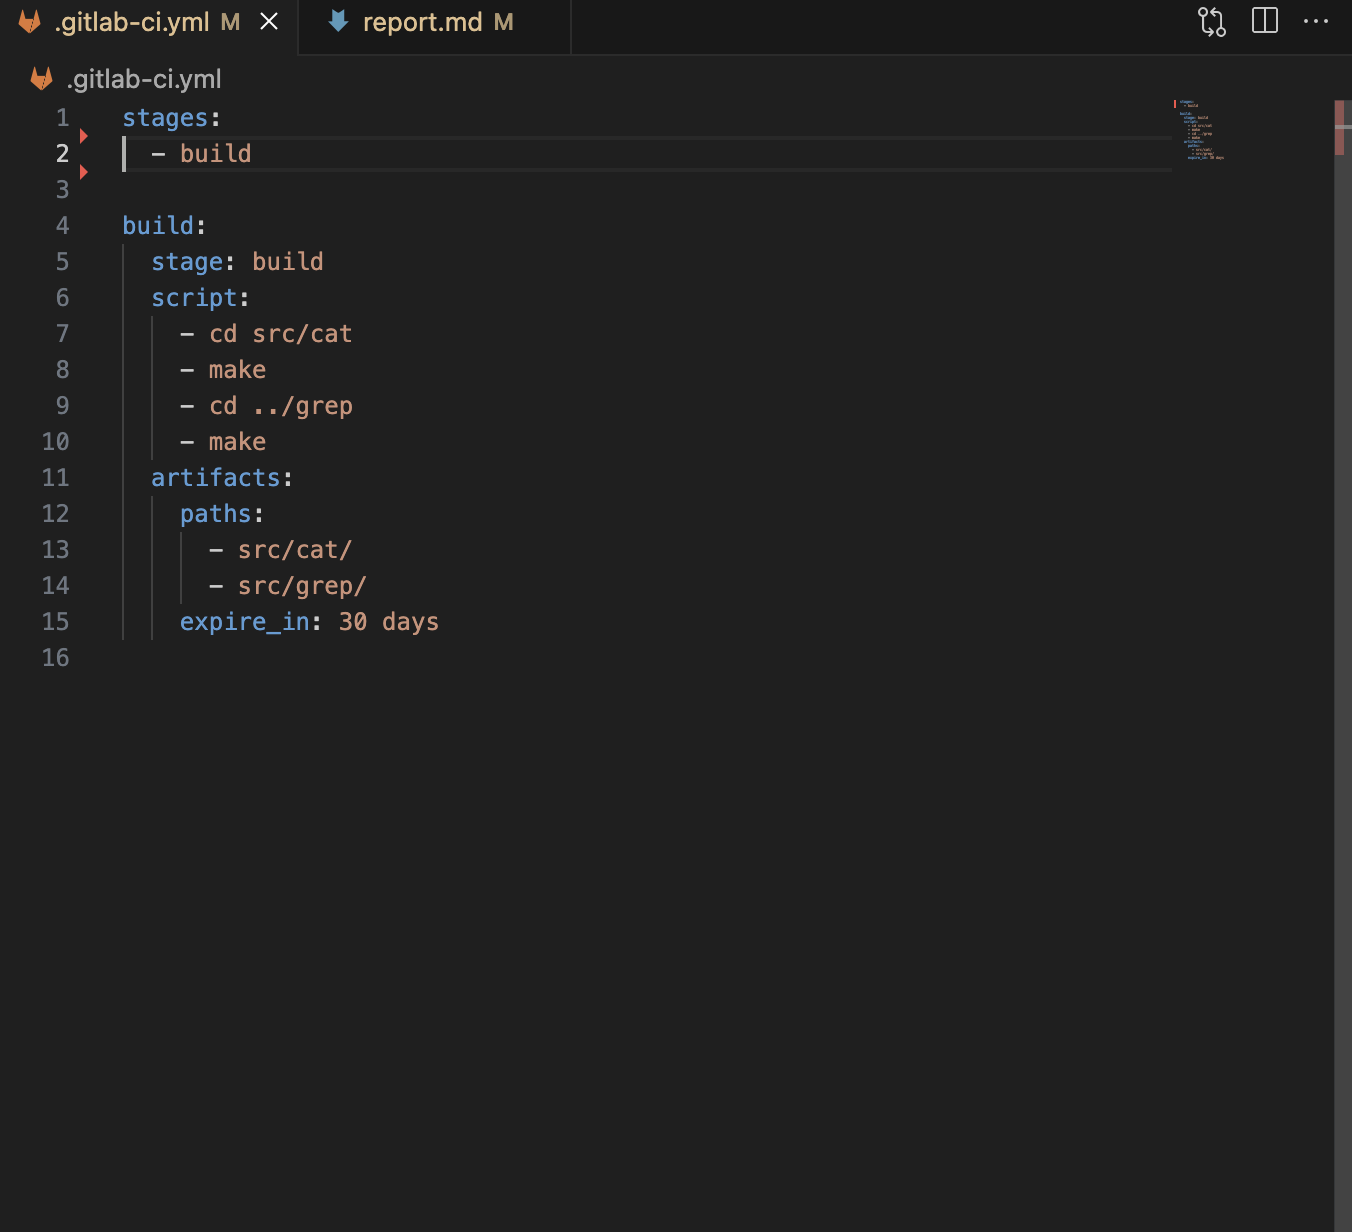 .gitlab-ci.yml M report.md M
.gitlab-ci.yml
1 stages:
2   - build
3
4 build:
5   stage: build
6   script:
7     - cd src/cat
8     - make
9     - cd ../grep
10     - make
11   artifacts:
12     paths:
13       - src/cat/
14       - src/grep/
15     expire_in: 30 days
16